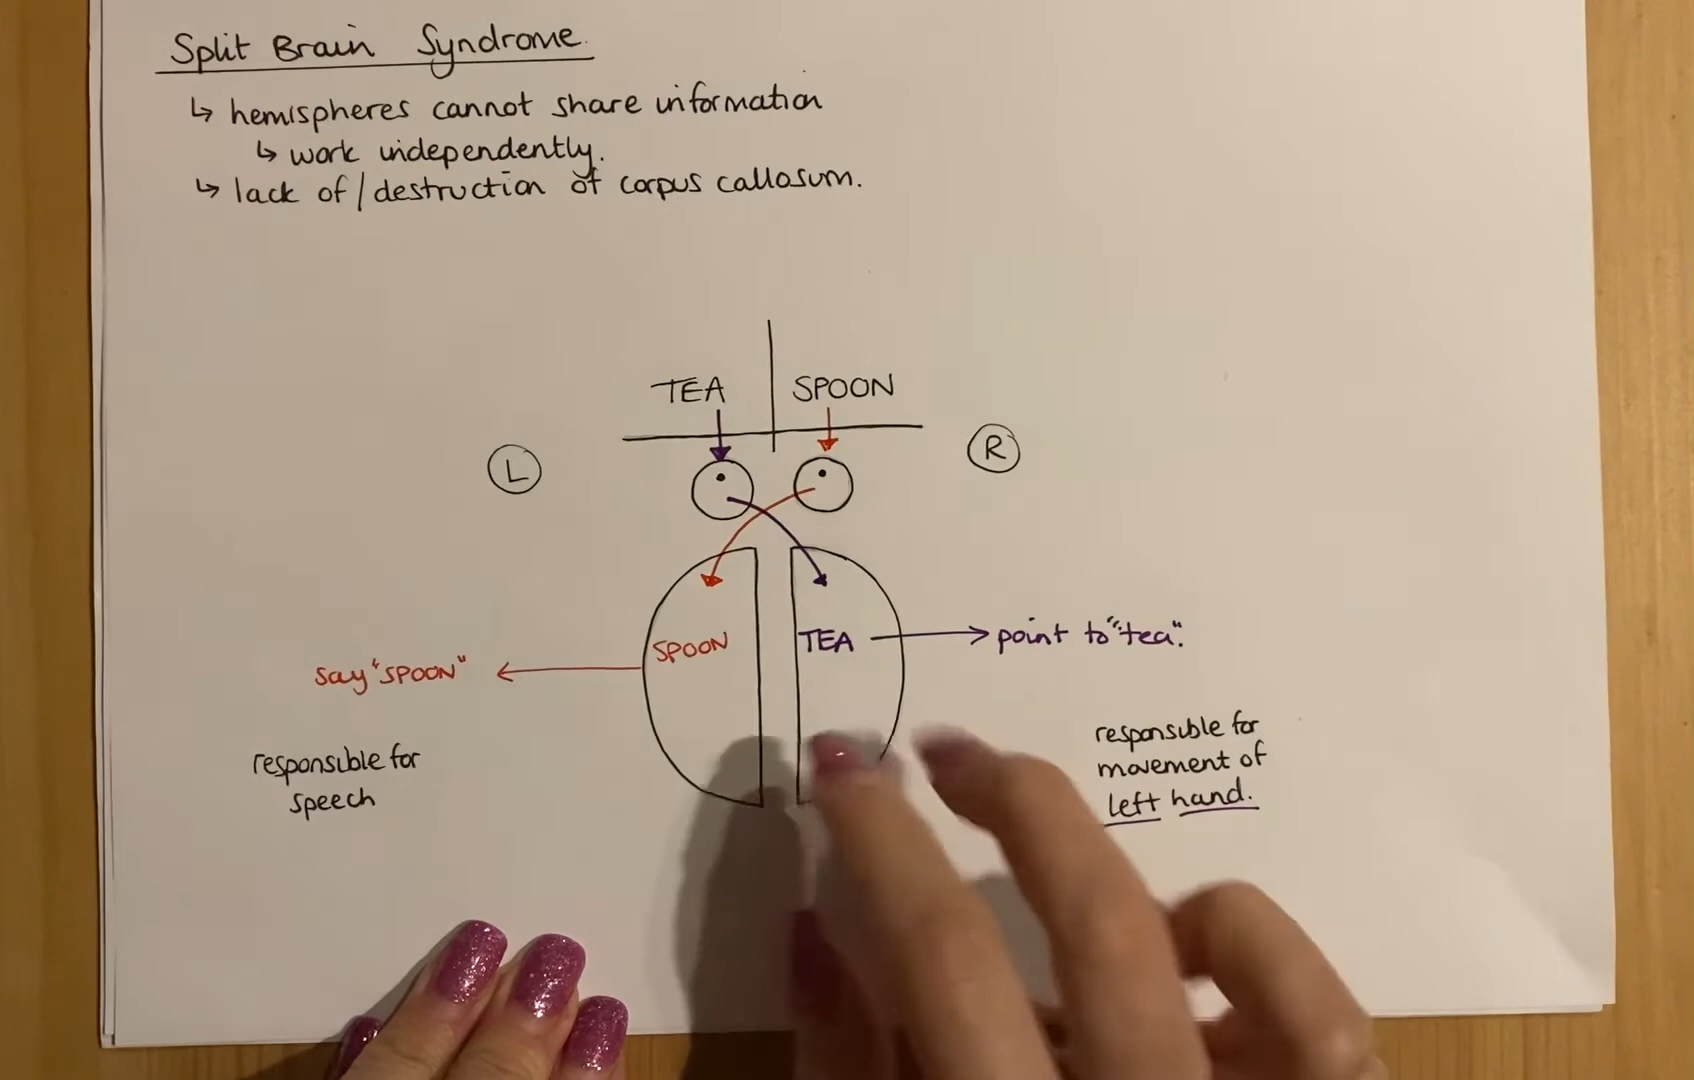 Split Brain Syndrome.
↳ hemispheres cannot share information
↳ work independently.
↳ lack of/destruction of corpus callosum.
TEA SPOON
L R
SPOON TEA
point to "tea".
say "SPOON"
responsible for
speech
responsible for
movement of
left hand.